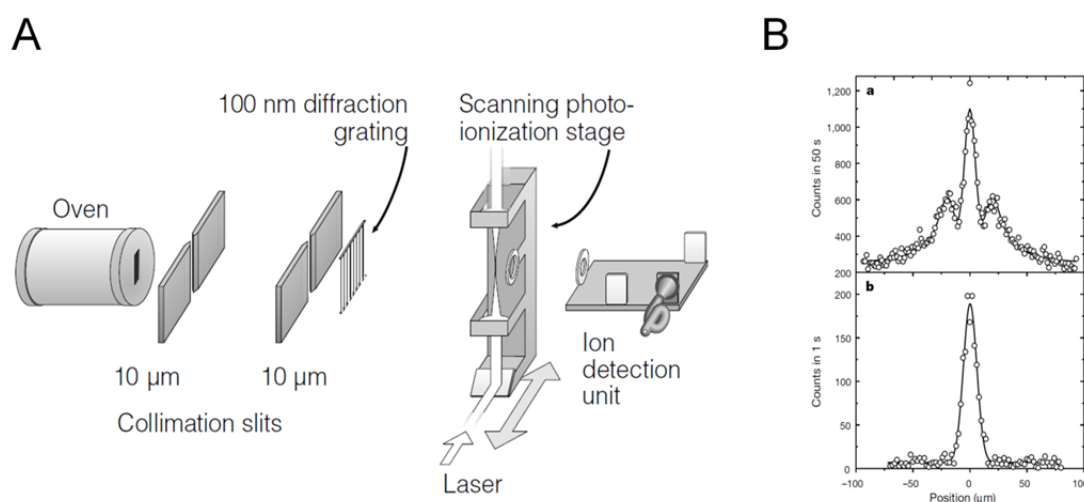 A
B
100 nm diffraction
grating
Scanning photo-
ionization stage
Oven
10 µm
10 µm
Collimation slits
Laser
Ion
detection
unit
a
1,200
1,000
800
600
400
200
Counts in 50 s
b
200
150
100
50
0
Counts in 1 s
–100
–50
0
50
100
Position (µm)